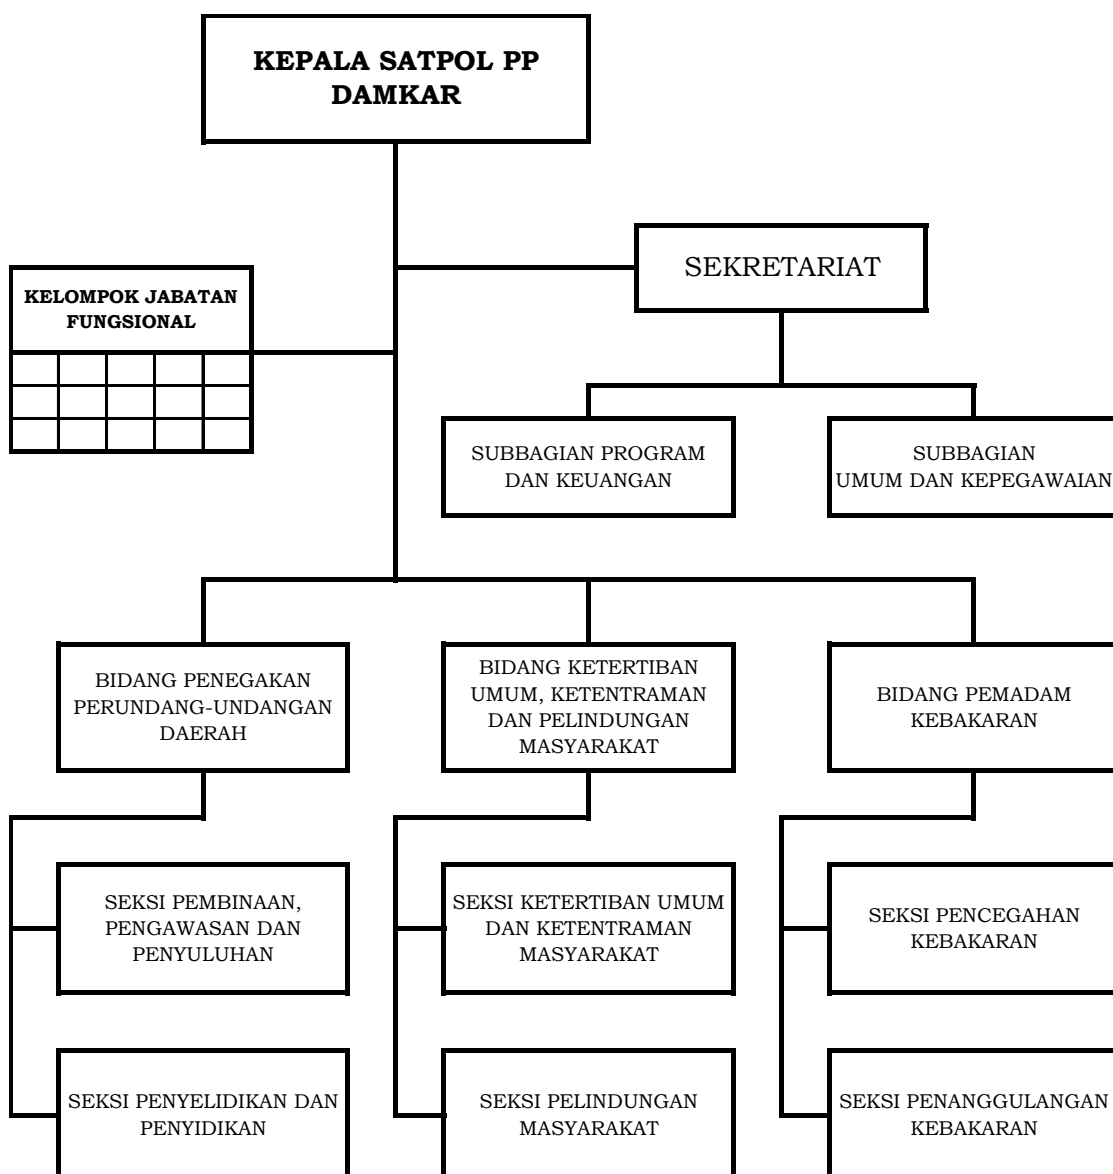 KEPALA SATPOL PP
DAMKAR
SEKRETARIAT
KELOMPOK JABATAN
FUNGSIONAL
SUBBAGIAN PROGRAM
DAN KEUANGAN
SUBBAGIAN
UMUM DAN KEPEGAWAIAN
BIDANG PENEGAKAN
PERUNDANG-UNDANGAN
DAERAH
BIDANG KETERTIBAN
UMUM, KETENTRAMAN
DAN PELINDUNGAN
MASYARAKAT
BIDANG PEMADAM
KEBAKARAN
SEKSI PEMBINAAN,
PENGAWASAN DAN
PENYULUHAN
SEKSI KETERTIBAN UMUM
DAN KETENTRAMAN
MASYARAKAT
SEKSI PENCEGAHAN
KEBAKARAN
SEKSI PENYELIDIKAN DAN
PENYIDIKAN
SEKSI PELINDUNGAN
MASYARAKAT
SEKSI PENANGGULANGAN
KEBAKARAN